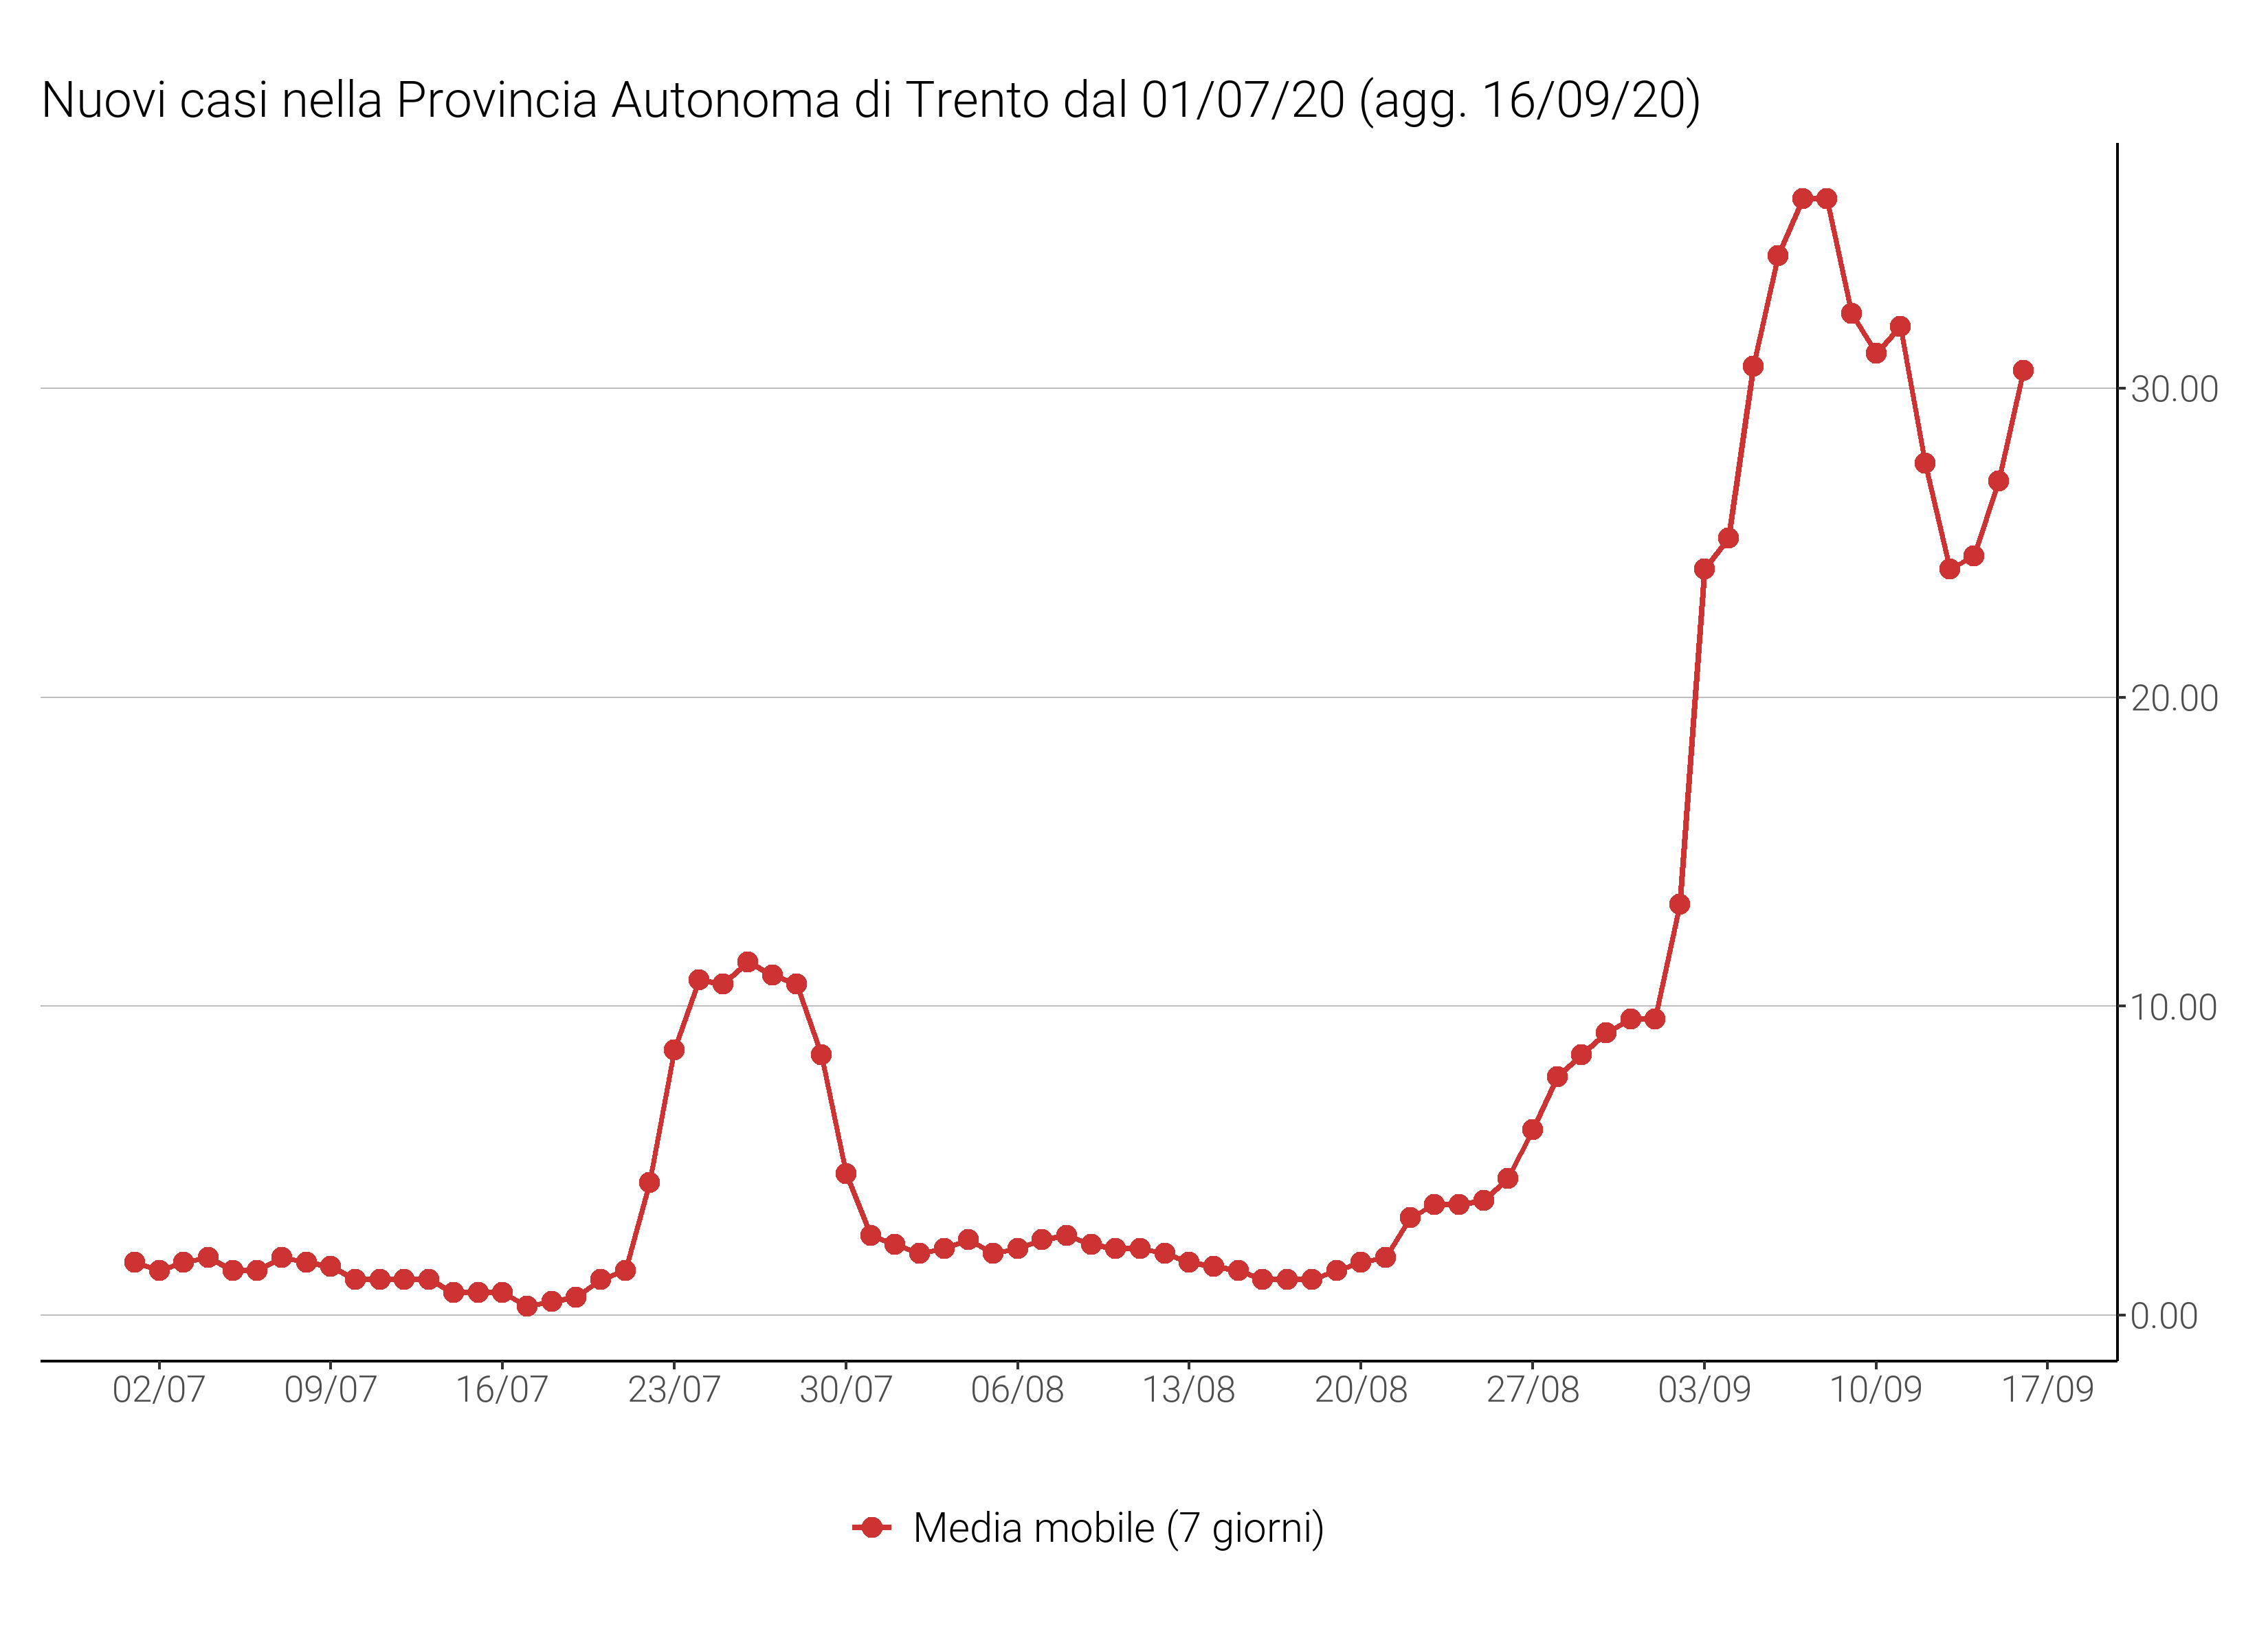 Nuovi casi nella Provincia Autonoma di Trento dal 01/07/20 (agg. 16/09/20)
30.00
20.00
10.00
0.00
02/07 09/07 16/07 23/07 30/07 06/08 13/08 20/08 27/08 03/09 10/09 17/09
Media mobile (7 giorni)